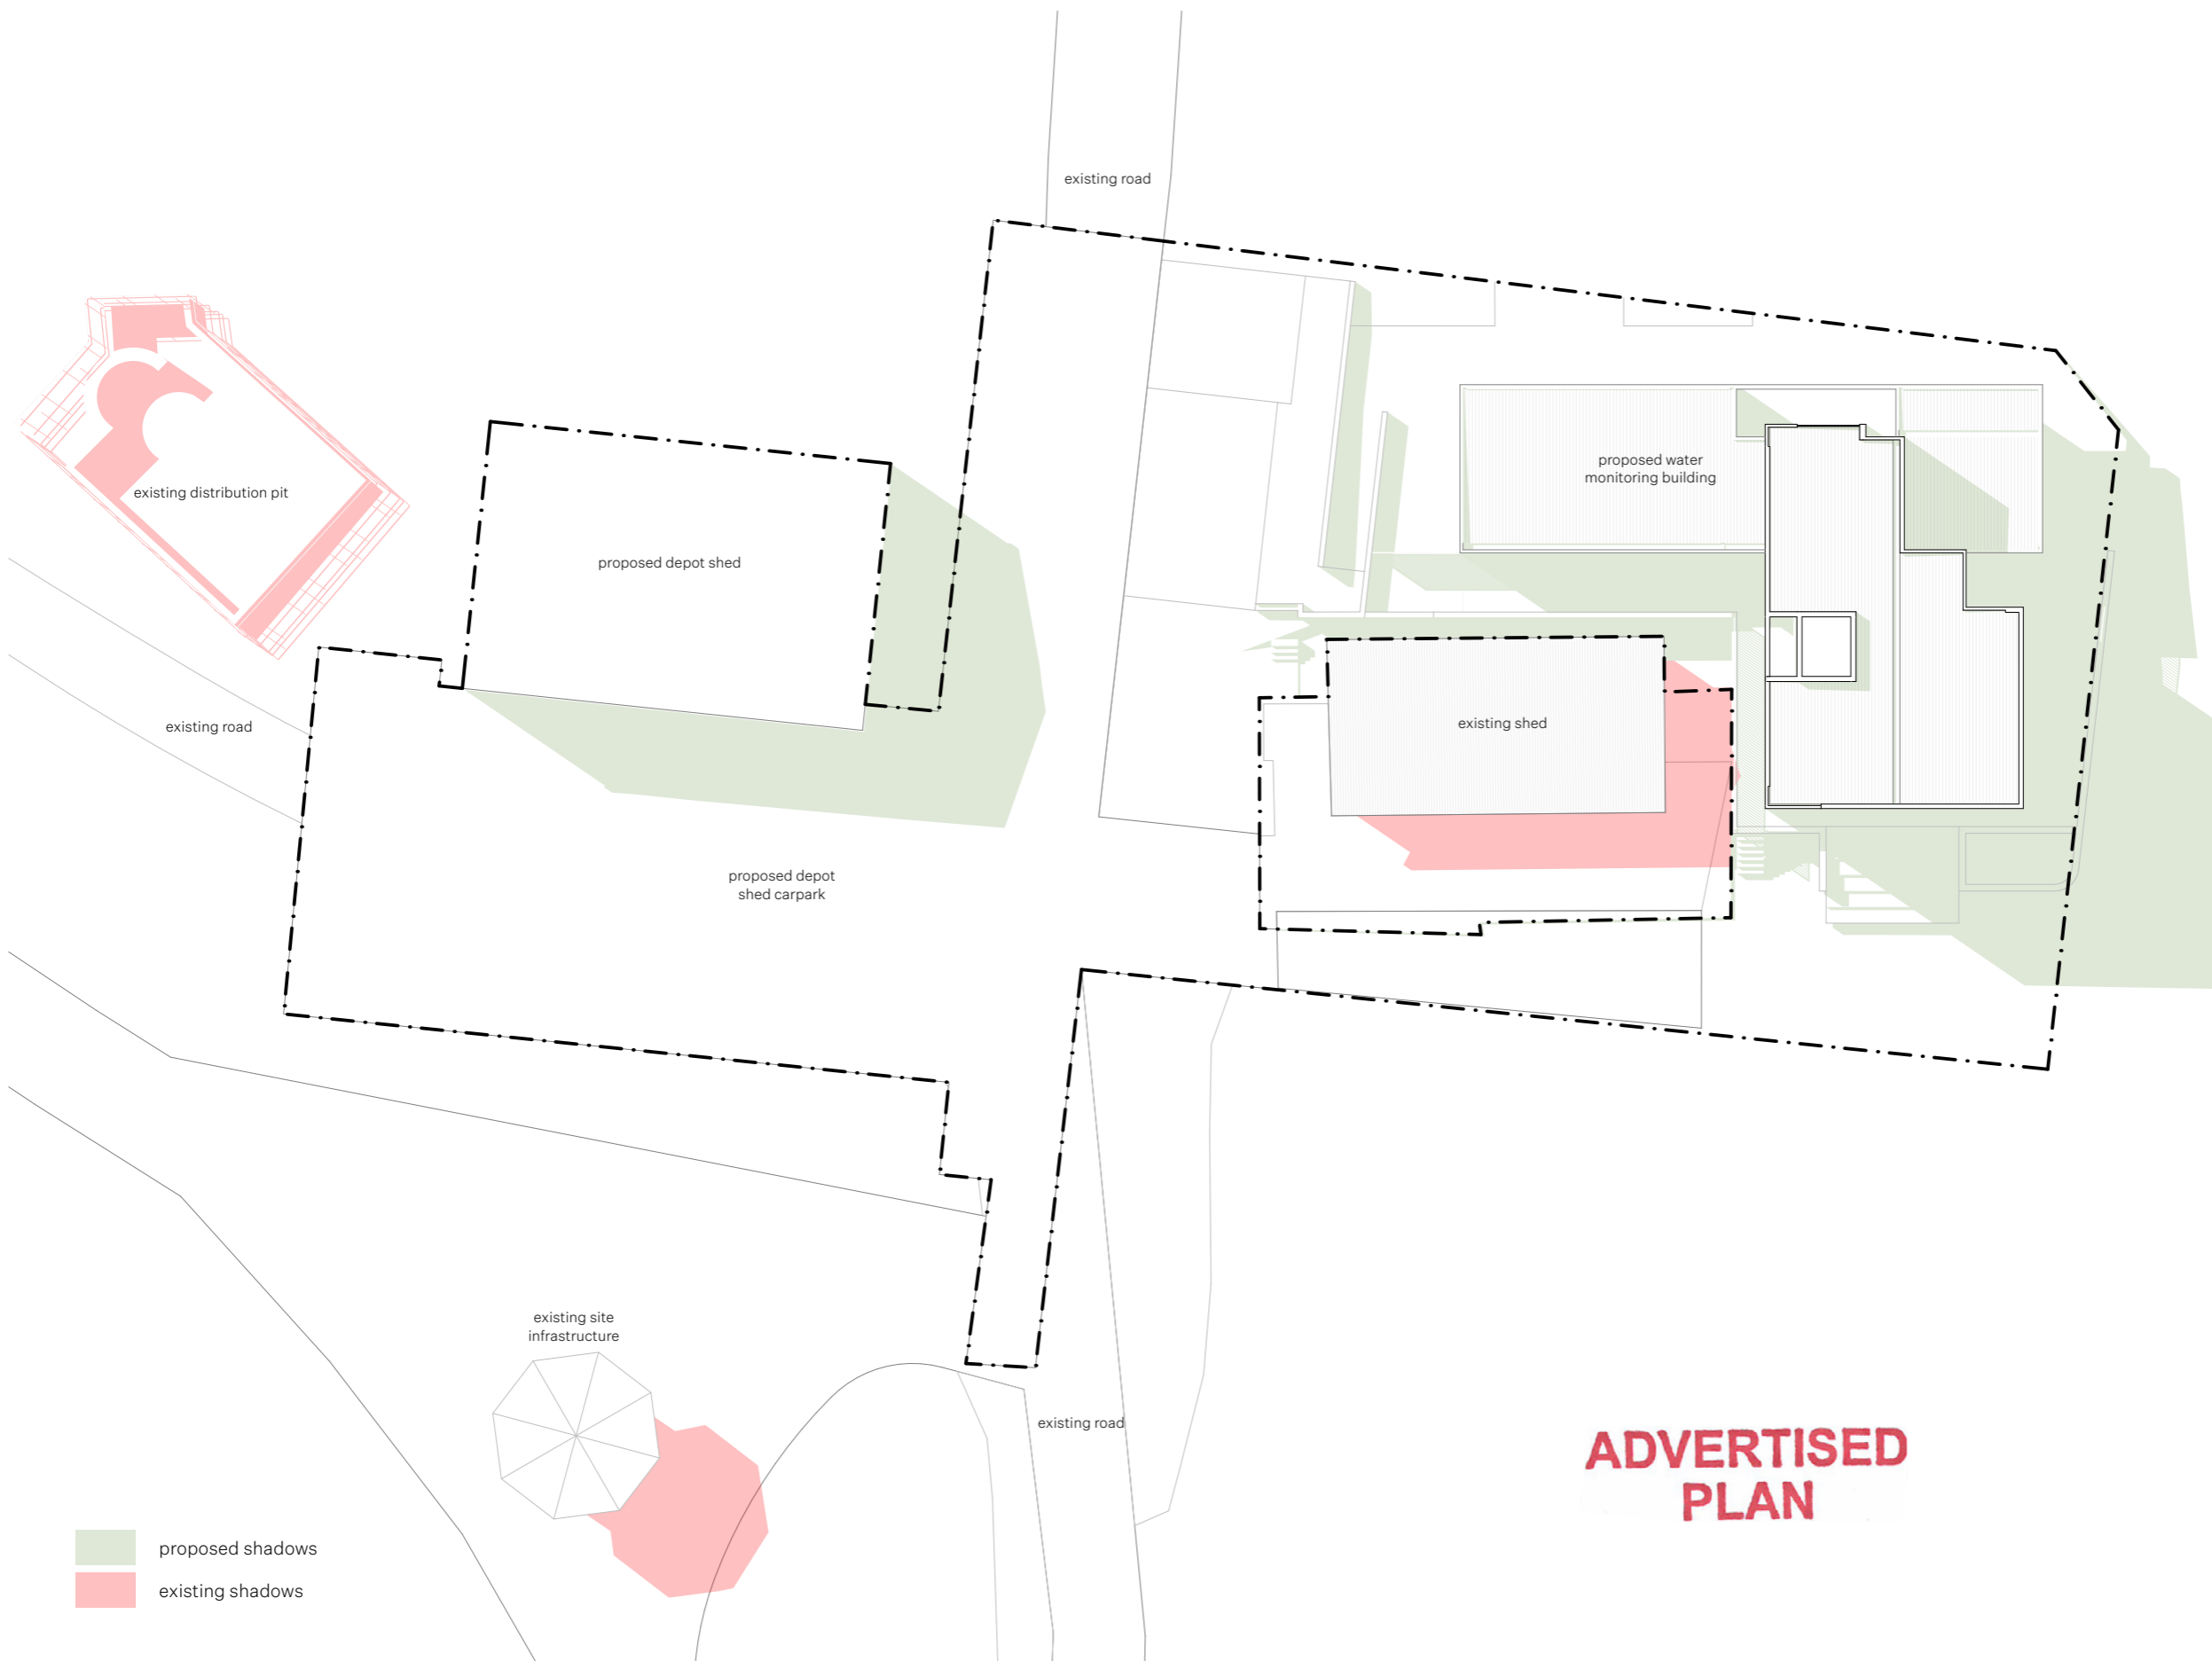 existing road
existing distribution pit
proposed depot shed
proposed water
monitoring building
existing road
existing shed
proposed depot
shed carpark
existing site
infrastructure
existing road
ADVERTISED
PLAN
proposed shadows
existing shadows